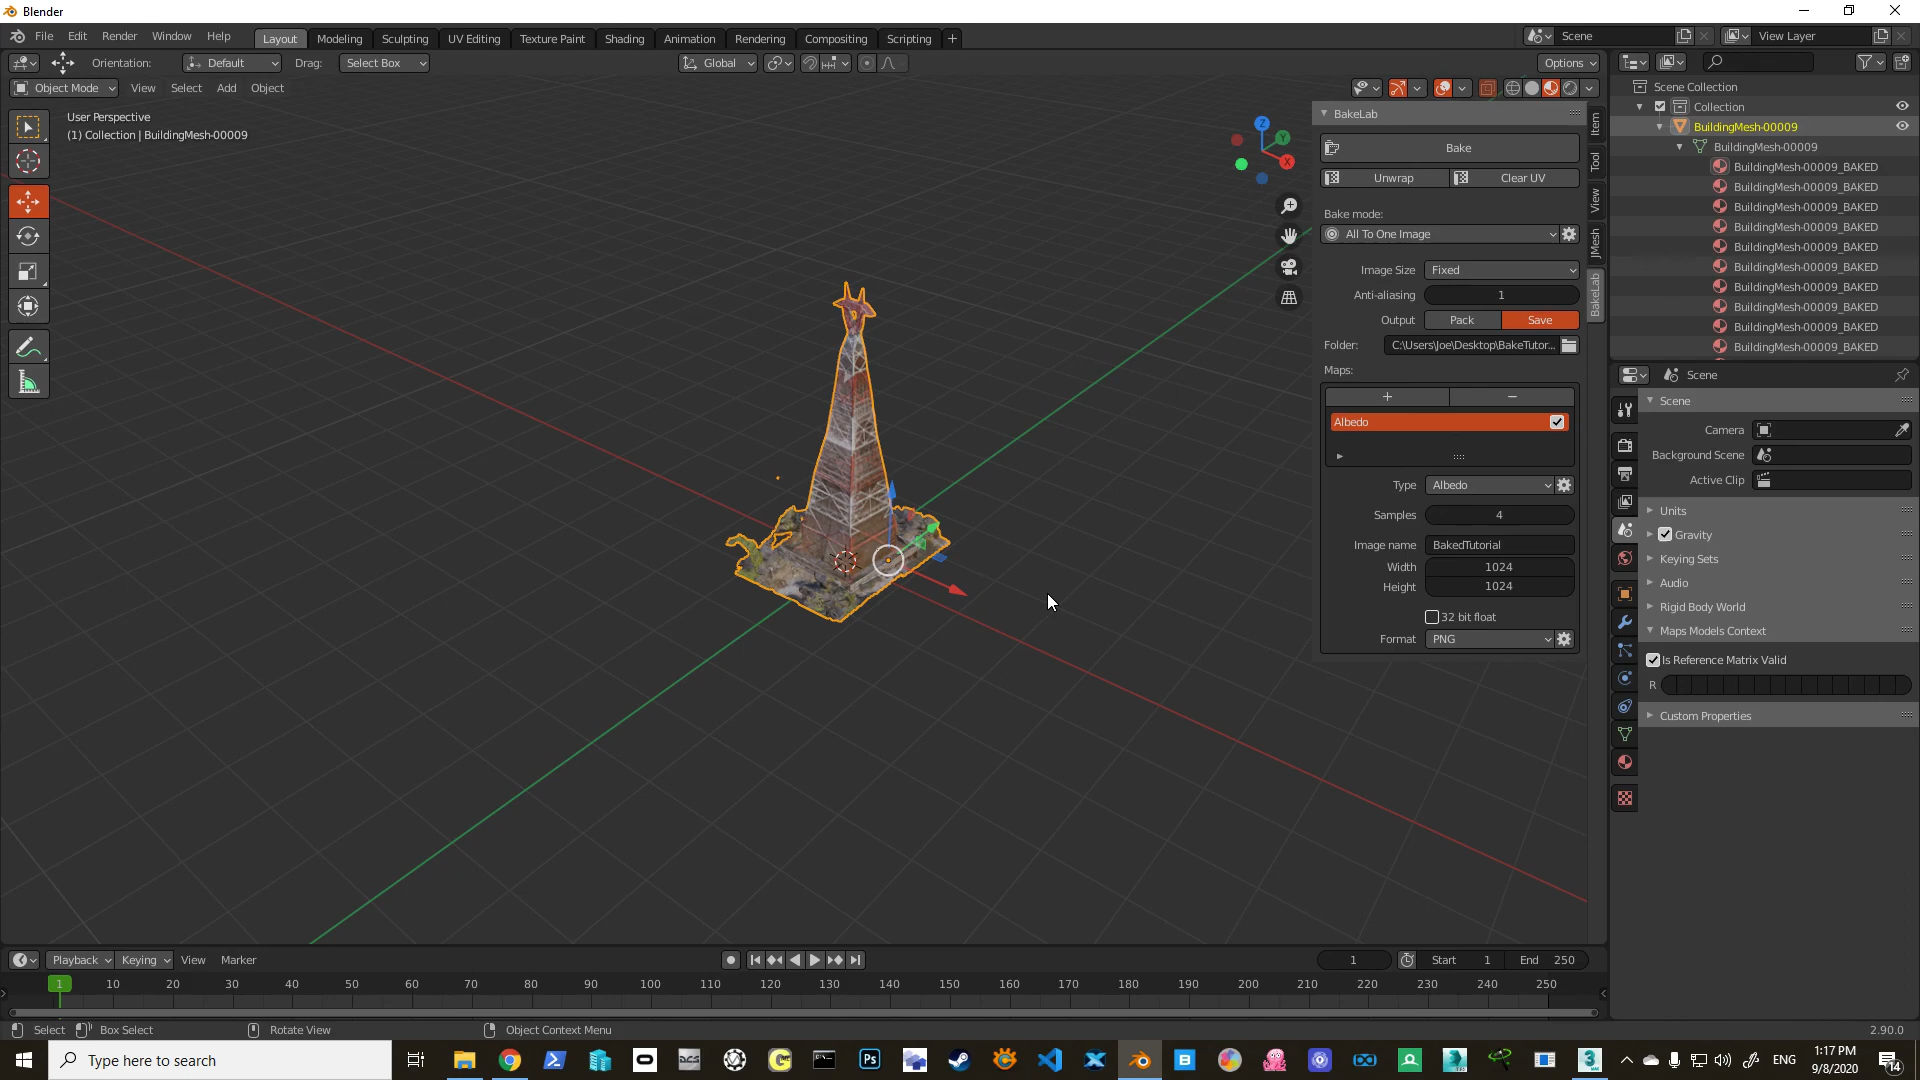 Blender
File Edit Render Window Help
Layout Modeling Sculpting UV Editing Texture Paint Shading Animation Rendering Compositing Scripting +
Scene
View Layer
Orientation: Default Drag: Select Box Global Options
Object Mode View Select Add Object
User Perspective
(1) Collection | BuildingMesh-00009
Z
Y
X
BakeLab
Bake
Unwrap Clear UV
Bake mode:
All To One Image
Image Size Fixed
Anti-aliasing 1
Output Pack Save
Folder: C:\Users\Joe\Desktop\BakeTutor...
Maps:
+ −
Albedo
Type Albedo
Samples 4
Image name BakedTutorial
Width 1024
Height 1024
32 bit float
Format PNG
Item
Tool
View
JMesh
BakeLab
Scene Collection
Collection
BuildingMesh-00009
BuildingMesh-00009
BuildingMesh-00009_BAKED
BuildingMesh-00009_BAKED
BuildingMesh-00009_BAKED
BuildingMesh-00009_BAKED
BuildingMesh-00009_BAKED
BuildingMesh-00009_BAKED
BuildingMesh-00009_BAKED
BuildingMesh-00009_BAKED
BuildingMesh-00009_BAKED
BuildingMesh-00009_BAKED
Scene
Scene
Camera
Background Scene
Active Clip
Units
Gravity
Keying Sets
Audio
Rigid Body World
Maps Models Context
Is Reference Matrix Valid
R
Custom Properties
Playback Keying View Marker
1 Start 1 End 250
1 10 20 30 40 50 60 70 80 90 100 110 120 130 140 150 160 170 180 190 200 210 220 230 240 250
Select Box Select Rotate View Object Context Menu 2.90.0
Type here to search
Ps
ENG
1:17 PM
9/8/2020
14